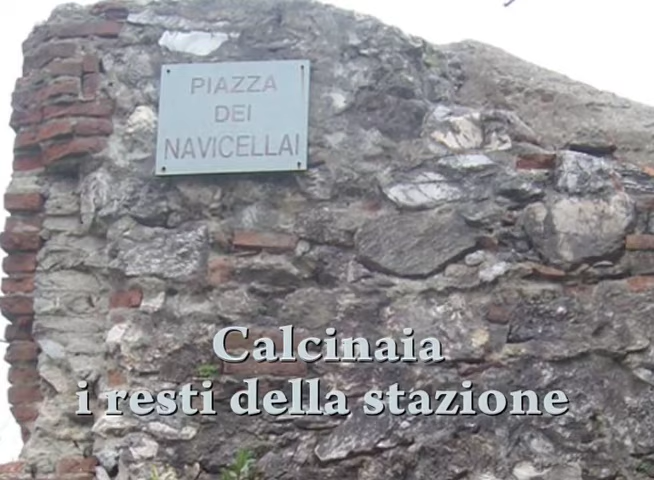 PIAZZA
DEI
NAVICELLAI
Calcinaia
i resti della stazione